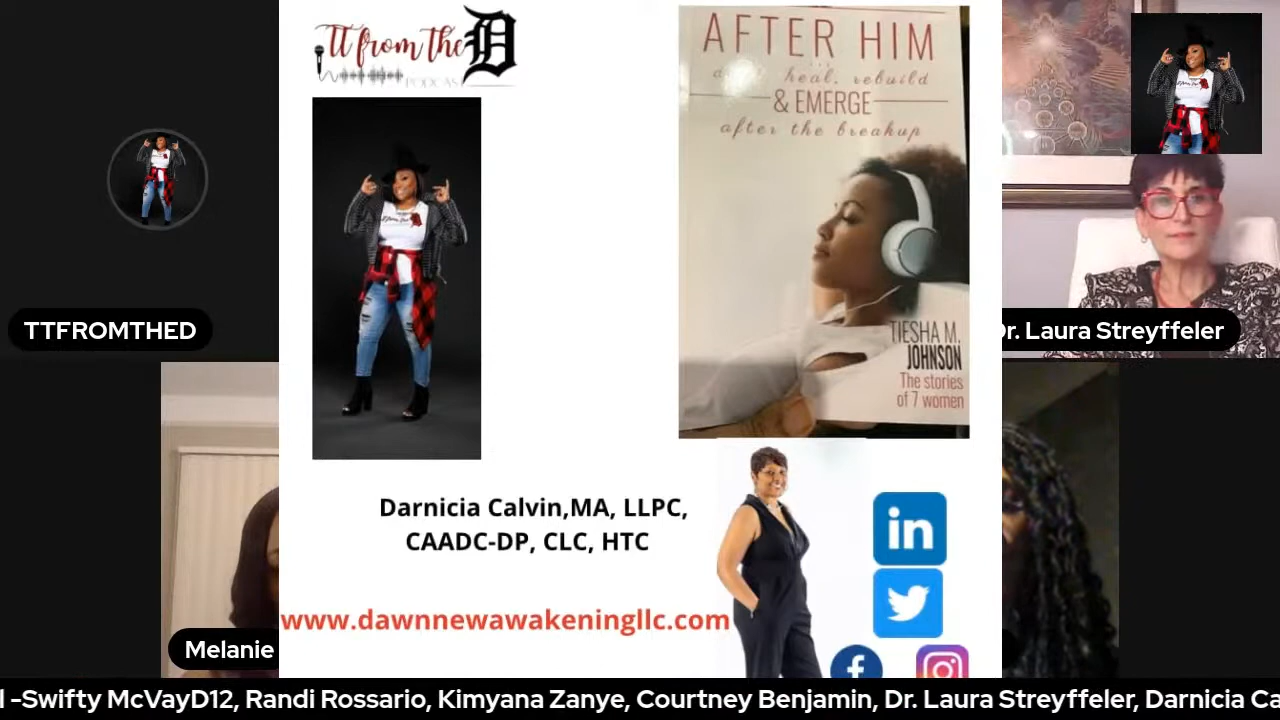 tt from the D
PODCAST
AFTER HIM
heal, rebuild
& EMERGE
after the breakup
TIESHA M.
JOHNSON
The stories
of 7 women
TTFROMTHED
Dr. Laura Streyffeler
Darnicia Calvin,MA, LLPC,
CAADC-DP, CLC, HTC
www.dawnnewawakeningllc.com
in
f
Melanie
l -Swifty McVayD12, Randi Rossario, Kimyana Zanye, Courtney Benjamin, Dr. Laura Streyffeler, Darnicia Ca